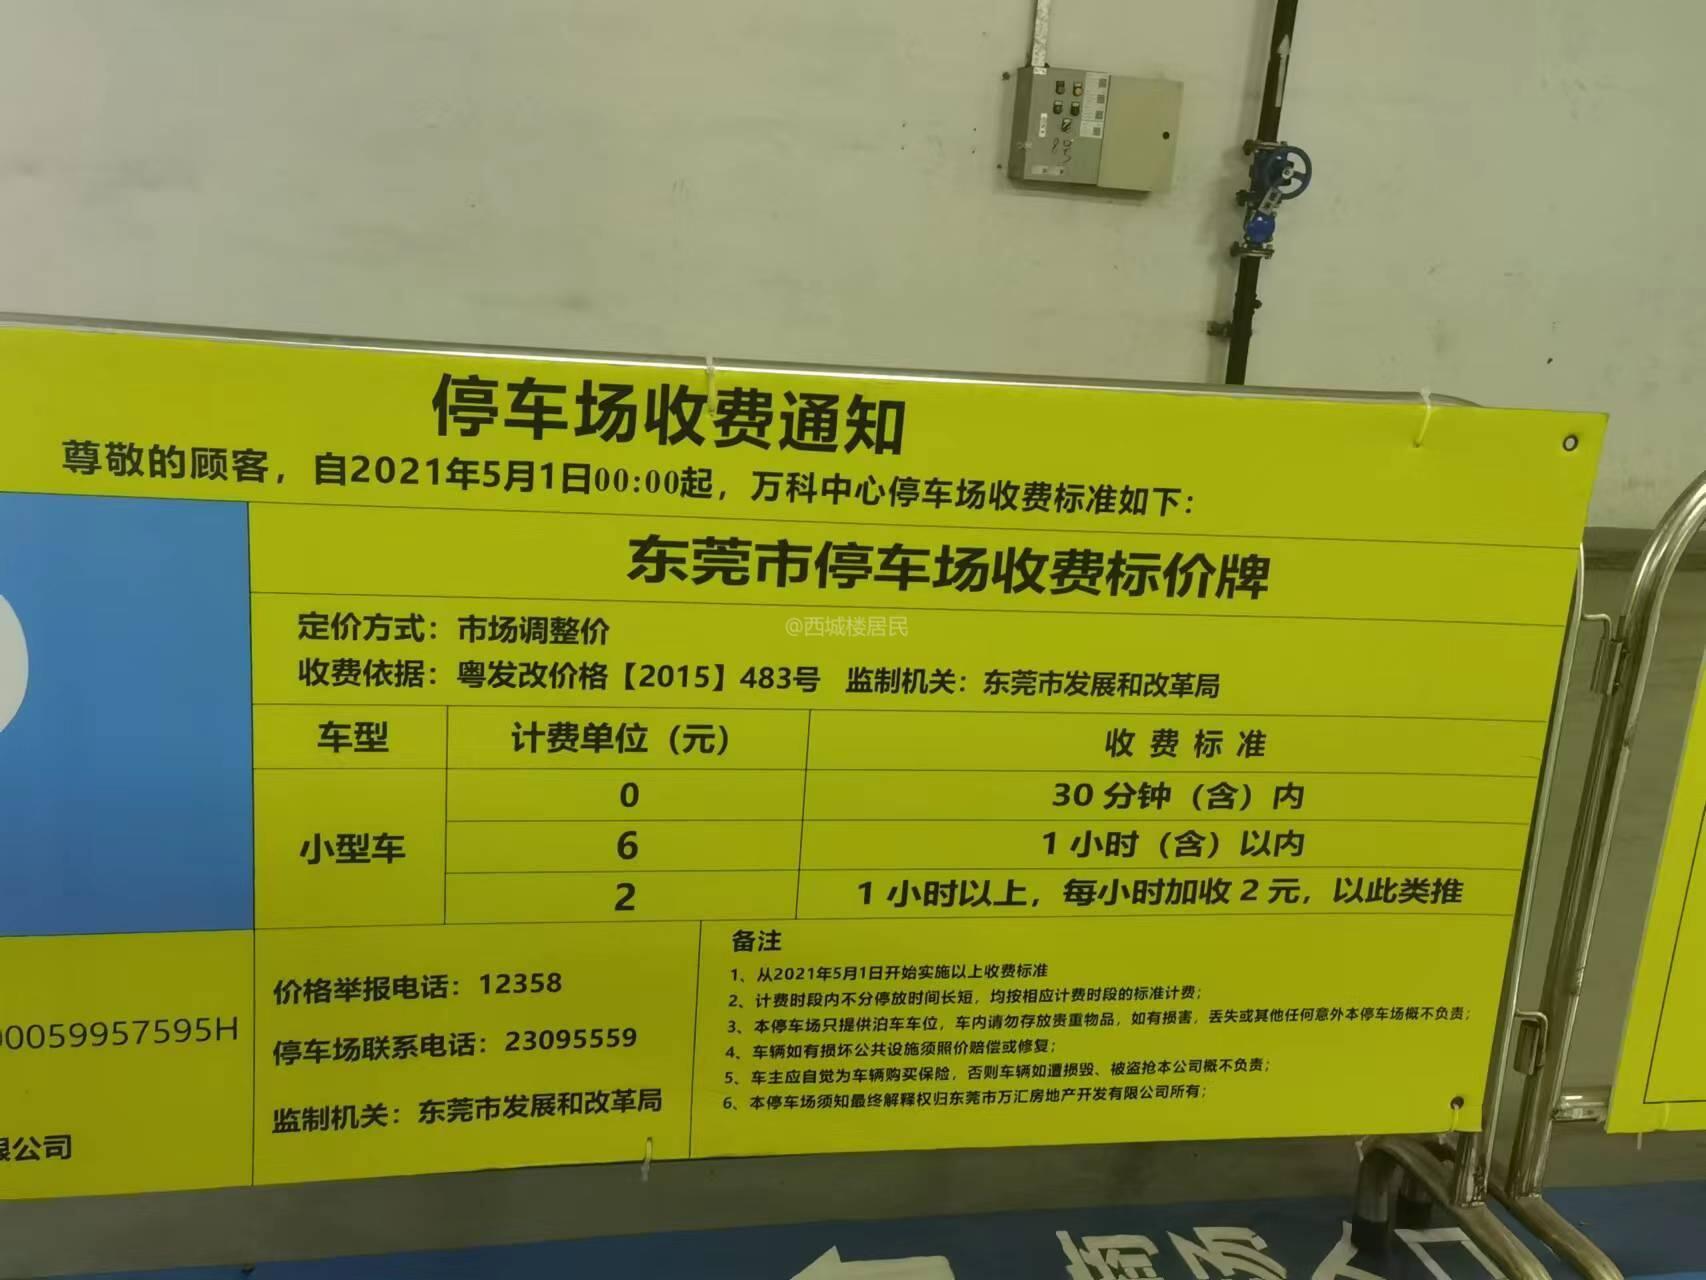 停车场收费通知
尊敬的顾客，自2021年5月1日00:00起，万科中心停车场收费标准如下：
东莞市停车场收费标价牌
定价方式：市场调整价
@西城楼居民
收费依据：粤发改价格【2015】483号 监制机关：东莞市发展和改革局
车型 计费单位（元） 收费标准
0 30分钟（含）内
小型车 6 1小时（含）以内
2 1小时以上，每小时加收2元，以此类推
备注
1、从2021年5月1日开始实施以上收费标准
2、计费时段内不分停放时间长短，均按相应计费时段的标准计费；
3、本停车场只提供泊车车位，车内请勿存放贵重物品，如有损害，丢失或其他任何意外本停车场概不负责；
4、车辆如有损坏公共设施须照价赔偿或修复；
5、车主应自觉为车辆购买保险，否则车辆如遭损毁、被盗抢本公司概不负责；
6、本停车场须知最终解释权归东莞市万汇房地产开发有限公司所有；
价格举报电话：12358
停车场联系电话：23095559
监制机关：东莞市发展和改革局
00059957595H
限公司
商场